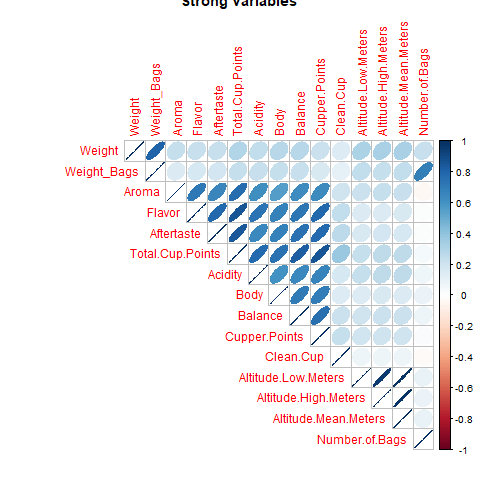 Strong Variables
Weight
Weight_Bags
Aroma
Flavor
Aftertaste
Total.Cup.Points
Acidity
Body
Balance
Cupper.Points
Clean.Cup
Altitude.Low.Meters
Altitude.High.Meters
Altitude.Mean.Meters
Number.of.Bags
Weight
Weight_Bags
Aroma
Flavor
Aftertaste
Total.Cup.Points
Acidity
Body
Balance
Cupper.Points
Clean.Cup
Altitude.Low.Meters
Altitude.High.Meters
Altitude.Mean.Meters
Number.of.Bags
1
0.8
0.6
0.4
0.2
0
-0.2
-0.4
-0.6
-0.8
-1